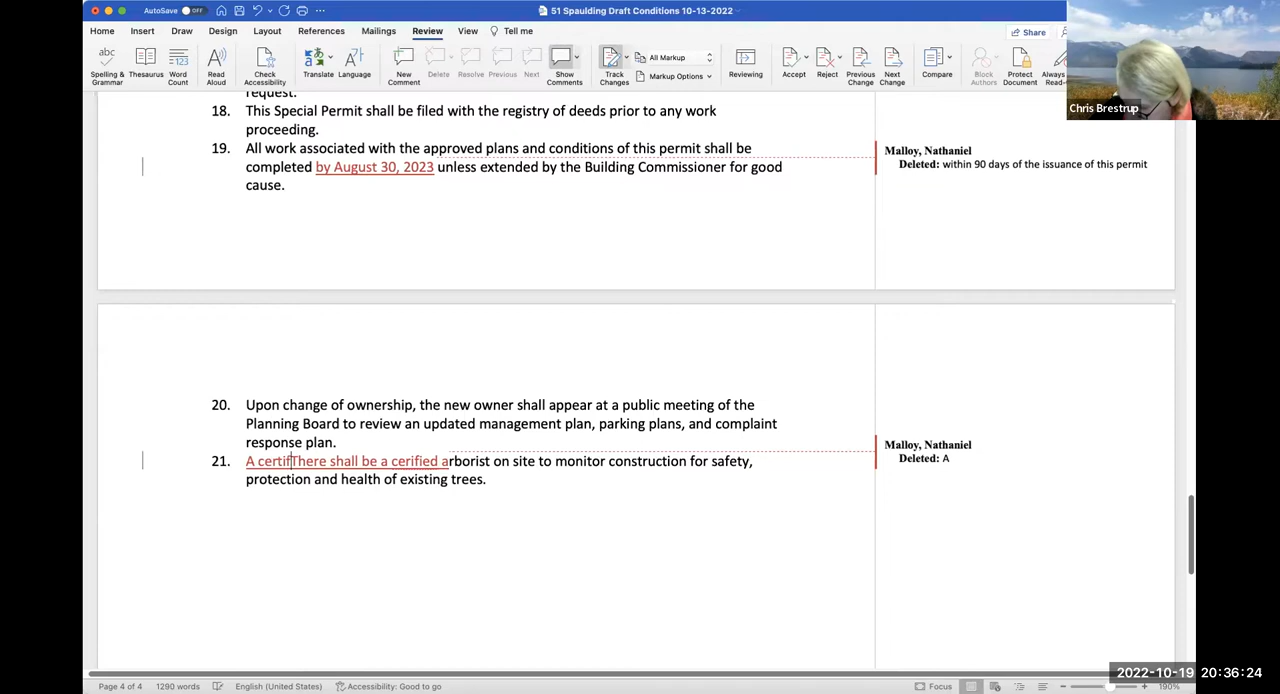 AutoSave OFF
51 Spaulding Draft Conditions 10-13-2022
Home Insert Draw Design Layout References Mailings Review View Tell me
Share
Spelling & Grammar
Thesaurus
Word Count
Read Aloud
Check Accessibility
Translate
Language
New Comment
Delete
Resolve
Previous
Next
Show Comments
Track Changes
All Markup
Markup Options
Reviewing
Accept
Reject
Previous Change
Next Change
Compare
Block Authors
Protect Document
Always Read-
Chris Brestrup
request.
18. This Special Permit shall be filed with the registry of deeds prior to any work
proceeding.
19. All work associated with the approved plans and conditions of this permit shall be
completed by August 30, 2023 unless extended by the Building Commissioner for good
cause.
Malloy, Nathaniel
Deleted: within 90 days of the issuance of this permit
20. Upon change of ownership, the new owner shall appear at a public meeting of the
Planning Board to review an updated management plan, parking plans, and complaint
response plan.
21. A certifThere shall be a cerified arborist on site to monitor construction for safety,
protection and health of existing trees.
Malloy, Nathaniel
Deleted: A
Page 4 of 4 1290 words English (United States) Accessibility: Good to go
Focus
190%
2022-10-19 20:36:24